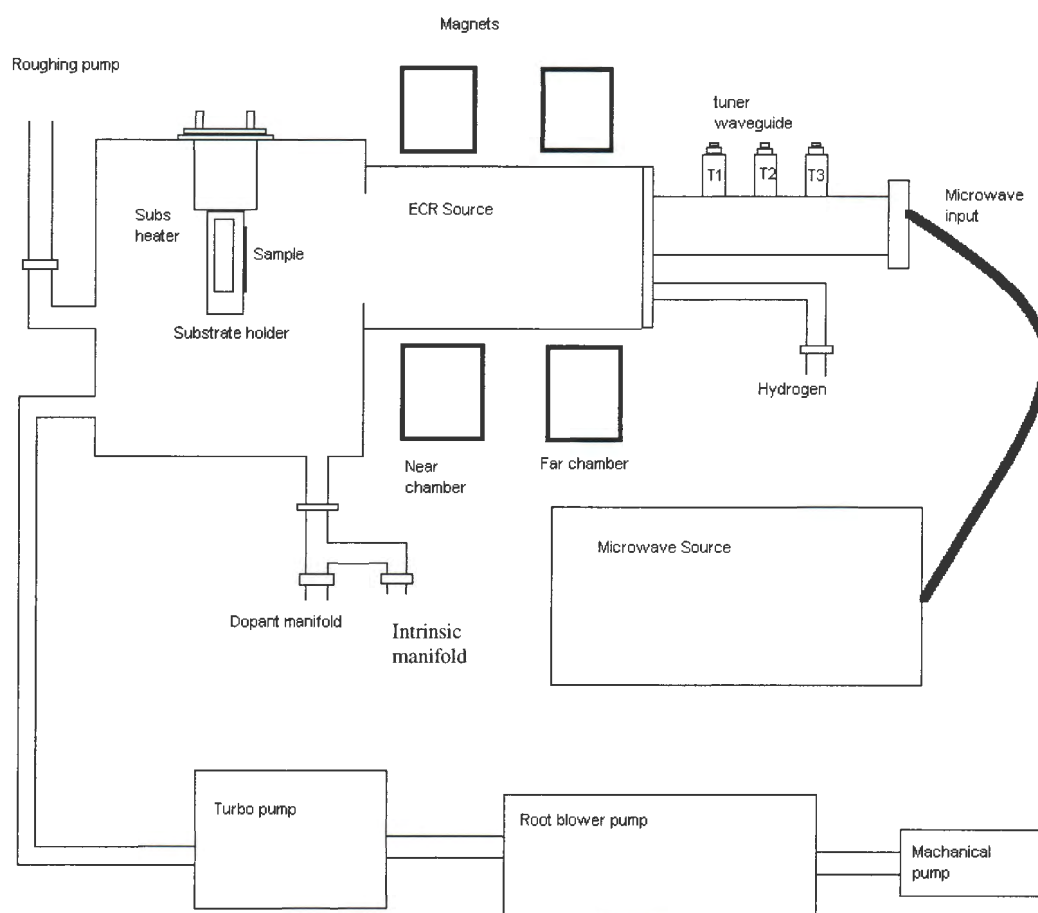 Magnets
Roughing pump
tuner
waveguide
T1
T2
T3
Microwave
input
ECR Source
Subs
heater
Sample
Substrate holder
Hydrogen
Near
chamber
Far chamber
Microwave Source
Dopant manifold
Intrinsic
manifold
Turbo pump
Root blower pump
Machanical
pump